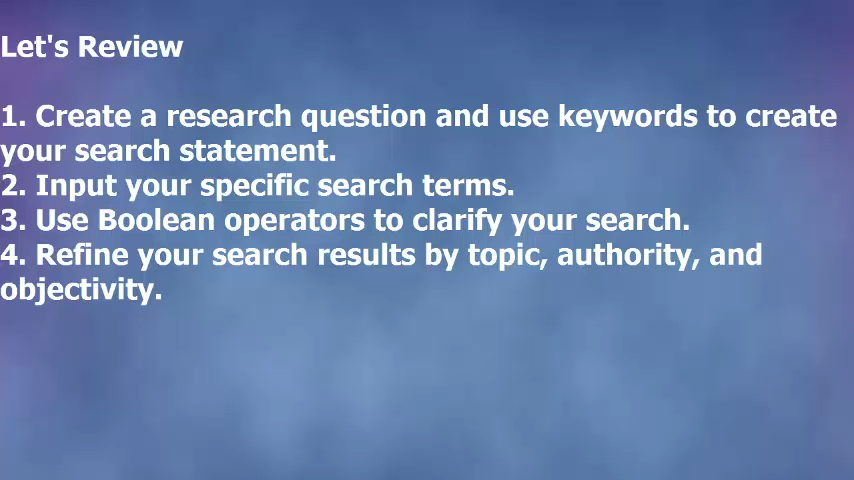 Let's Review
1. Create a research question and use keywords to create
your search statement.
2. Input your specific search terms.
3. Use Boolean operators to clarify your search.
4. Refine your search results by topic, authority, and
objectivity.